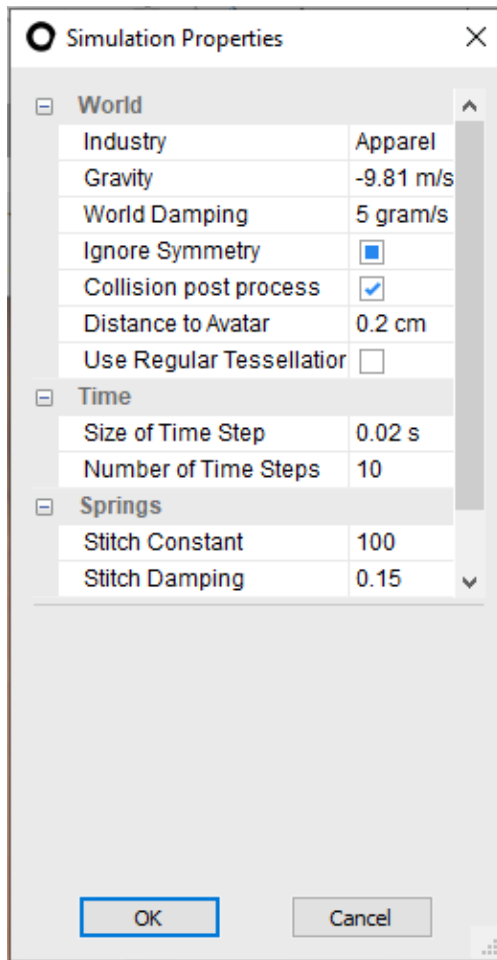 Simulation Properties
World
Industry Apparel
Gravity -9.81 m/s
World Damping 5 gram/s
Ignore Symmetry
Collision post process
Distance to Avatar 0.2 cm
Use Regular Tessellation
Time
Size of Time Step 0.02 s
Number of Time Steps 10
Springs
Stitch Constant 100
Stitch Damping 0.15
OK Cancel